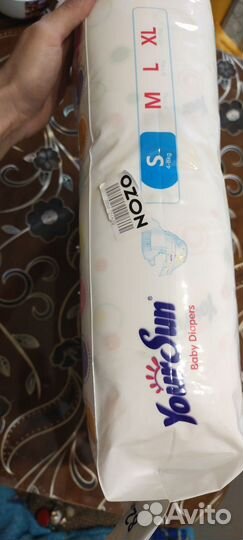 S M L XL
4-8kg
OZON
YourSun®
Baby Diapers
Avito